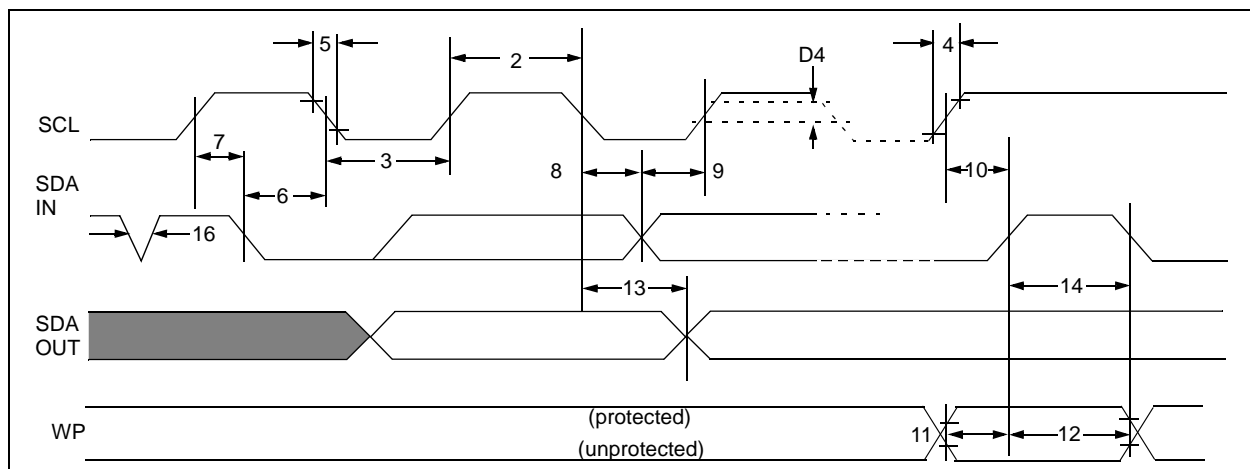 5
2
D4
4
SCL
7
3
8
9
10
SDA
IN
6
16
13
14
SDA
OUT
WP
(protected)
(unprotected)
11
12